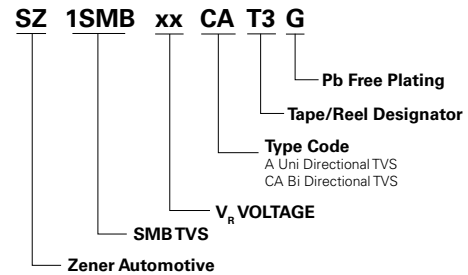 SZ 1SMB xx CA T3 G
Pb Free Plating
Tape/Reel Designator
Type Code
A Uni Directional TVS
CA Bi Directional TVS
VR VOLTAGE
SMB TVS
Zener Automotive